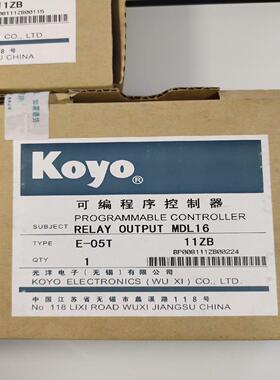 11ZB
008111ZB00115
CO., LTD.
118 号
SU CHINA
Koyo®
可编程序控制器
PROGRAMMABLE CONTROLLER
SUBJECT RELAY OUTPUT MDL16
TYPE E-05T 11ZB
BP008111ZB00224
QTY 1
光洋电子（无锡）有限公司
KOYO ELECTRONICS (WU XI) CO., LTD.
中国江苏省无锡市蠡溪路118号
No 118 LIXI ROAD WUXI JIANGSU CHINA